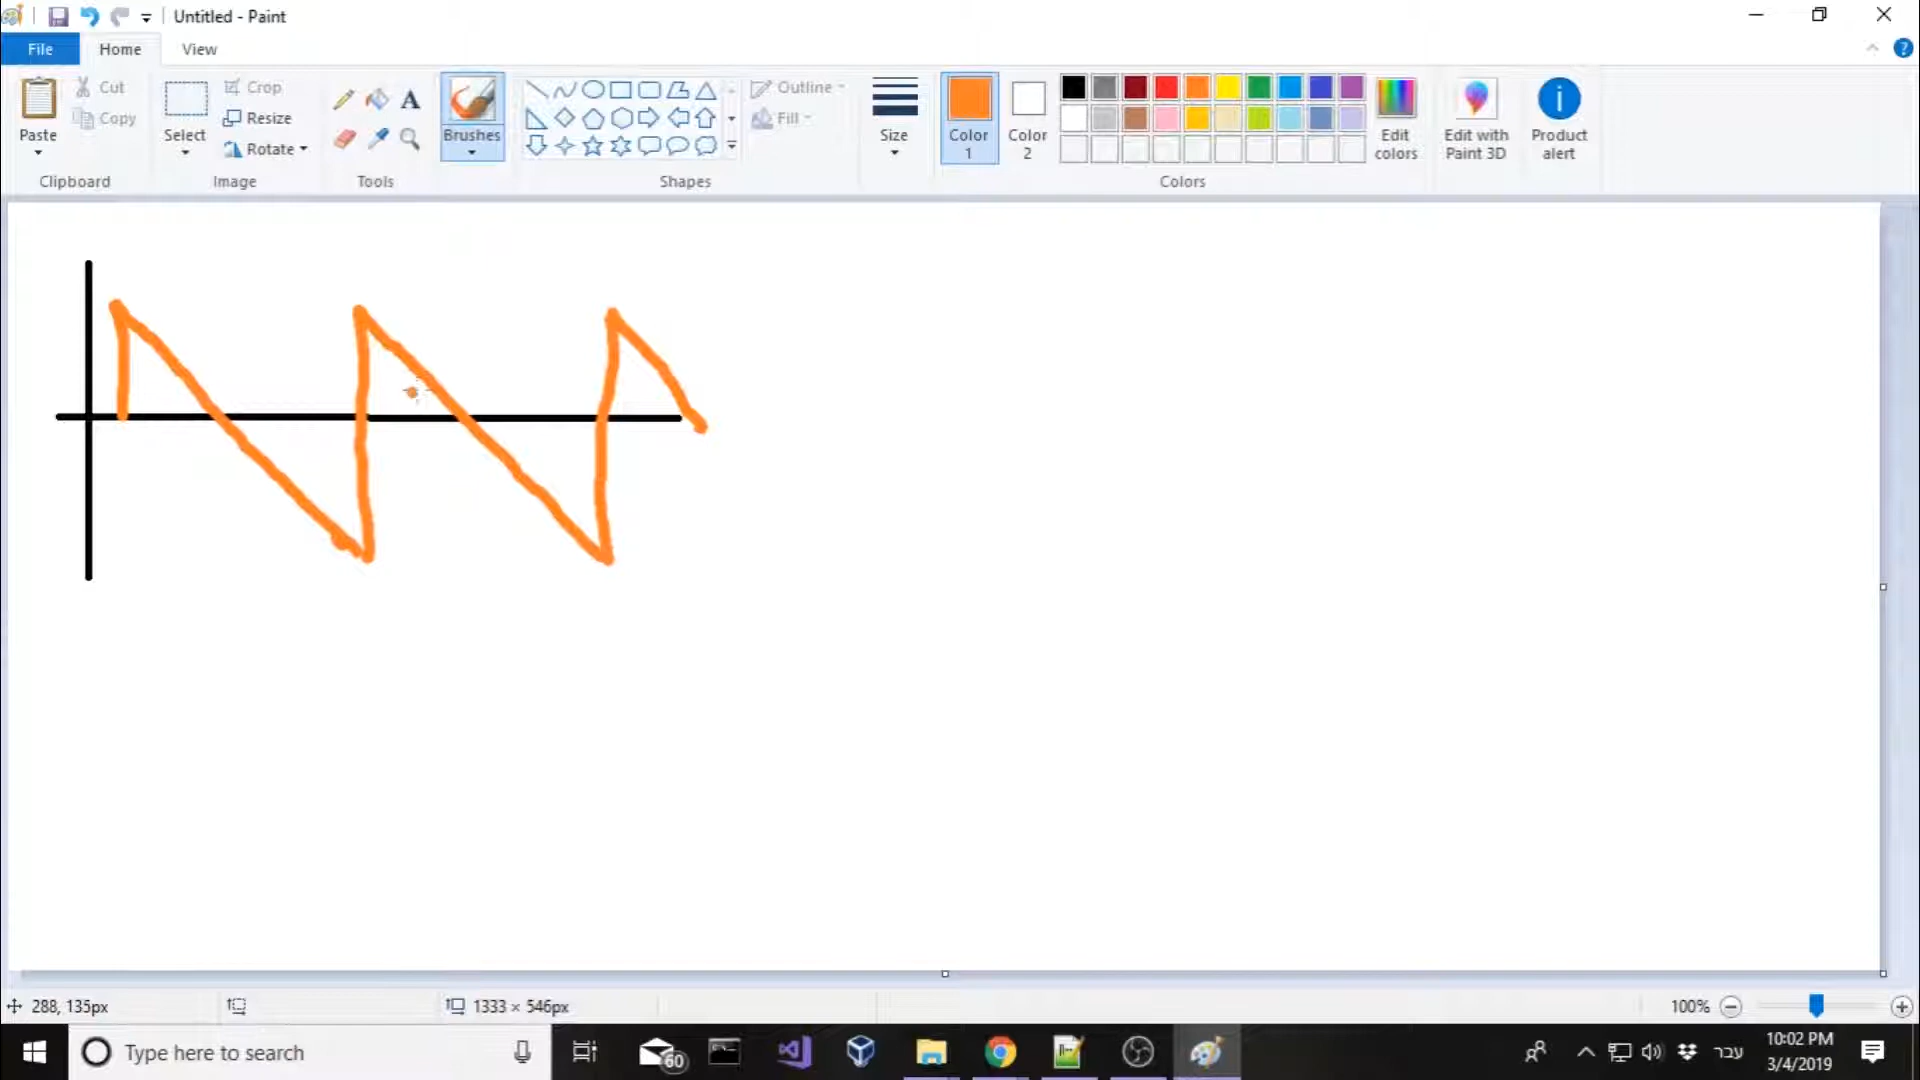 Untitled - Paint
File Home View
Paste
Cut
Copy
Clipboard
Select
Crop
Resize
Rotate
Image
A
Tools
Brushes
Shapes
Outline
Fill
Size
Color
1
Color
2
Colors
Edit
colors
Edit with
Paint 3D
Product
alert
288, 135px
1333 × 546px
100%
Type here to search
60
עבר
10:02 PM
3/4/2019